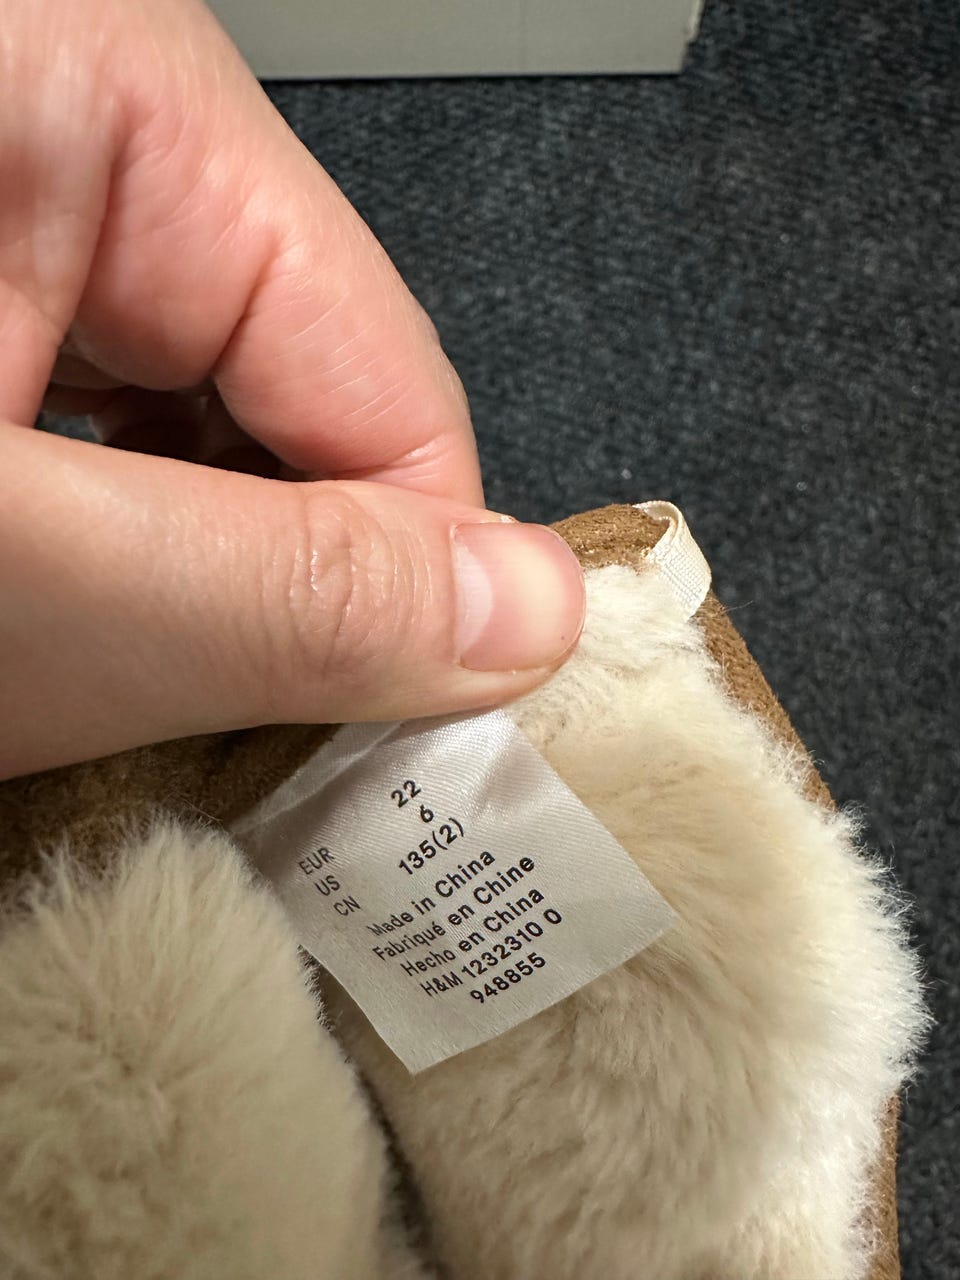 EUR 22
US 6
CN 135(2)
Made in China
Fabriqué en Chine
Hecho en China
H&M 1232310 0
948855